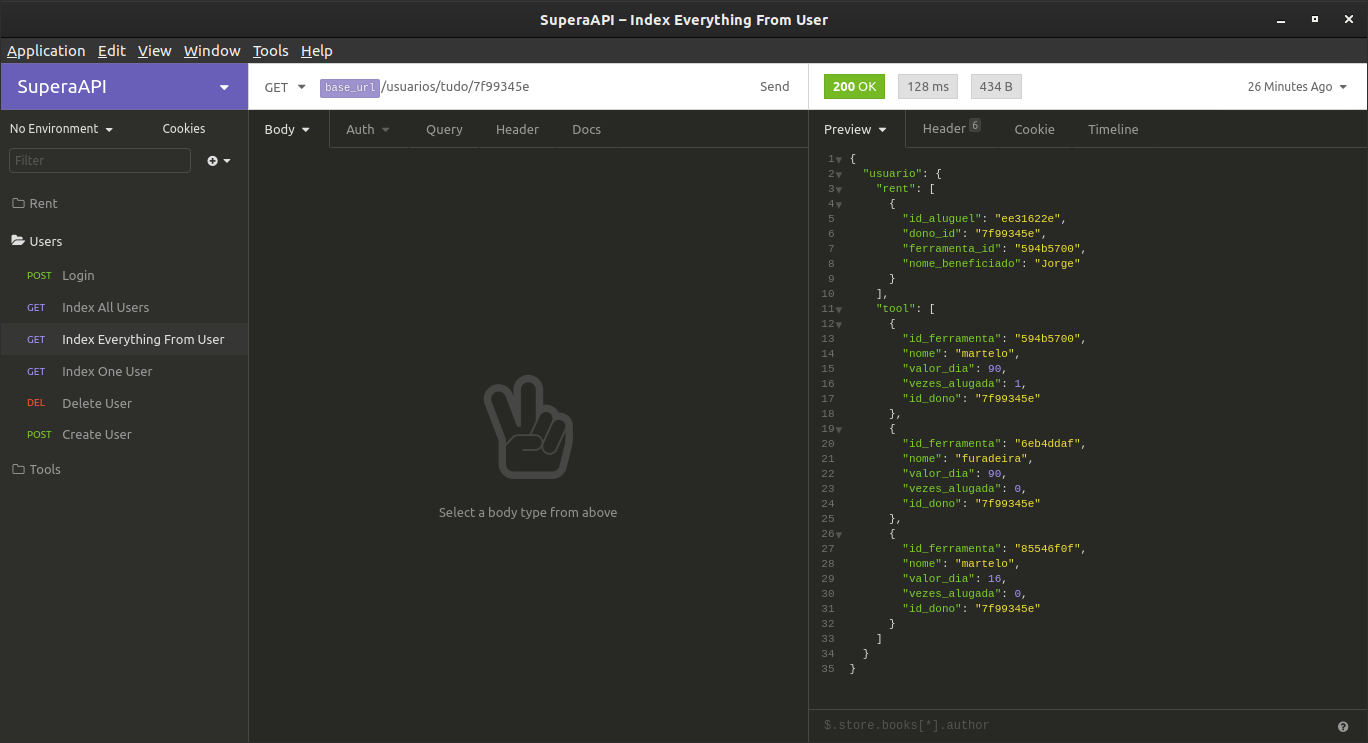 SuperaAPI – Index Everything From User
Application Edit View Window Tools Help
SuperaAPI
GET base_url/usuarios/tudo/7f99345e Send
200 OK 128 ms 434 B 26 Minutes Ago
No Environment Cookies
Filter
Rent
Users
POST Login
GET Index All Users
GET Index Everything From User
GET Index One User
DEL Delete User
POST Create User
Tools
Body Auth Query Header Docs
Select a body type from above
Preview Header 6 Cookie Timeline
1 {
2 "usuario": {
3 "rent": [
4 {
5 "id_aluguel": "ee31622e",
6 "dono_id": "7f99345e",
7 "ferramenta_id": "594b5700",
8 "nome_beneficiado": "Jorge"
9 }
10 ],
11 "tool": [
12 {
13 "id_ferramenta": "594b5700",
14 "nome": "martelo",
15 "valor_dia": 90,
16 "vezes_alugada": 1,
17 "id_dono": "7f99345e"
18 },
19 {
20 "id_ferramenta": "6eb4ddaf",
21 "nome": "furadeira",
22 "valor_dia": 90,
23 "vezes_alugada": 0,
24 "id_dono": "7f99345e"
25 },
26 {
27 "id_ferramenta": "85546f0f",
28 "nome": "martelo",
29 "valor_dia": 16,
30 "vezes_alugada": 0,
31 "id_dono": "7f99345e"
32 }
33 ]
34 }
35 }
$.store.books[*].author